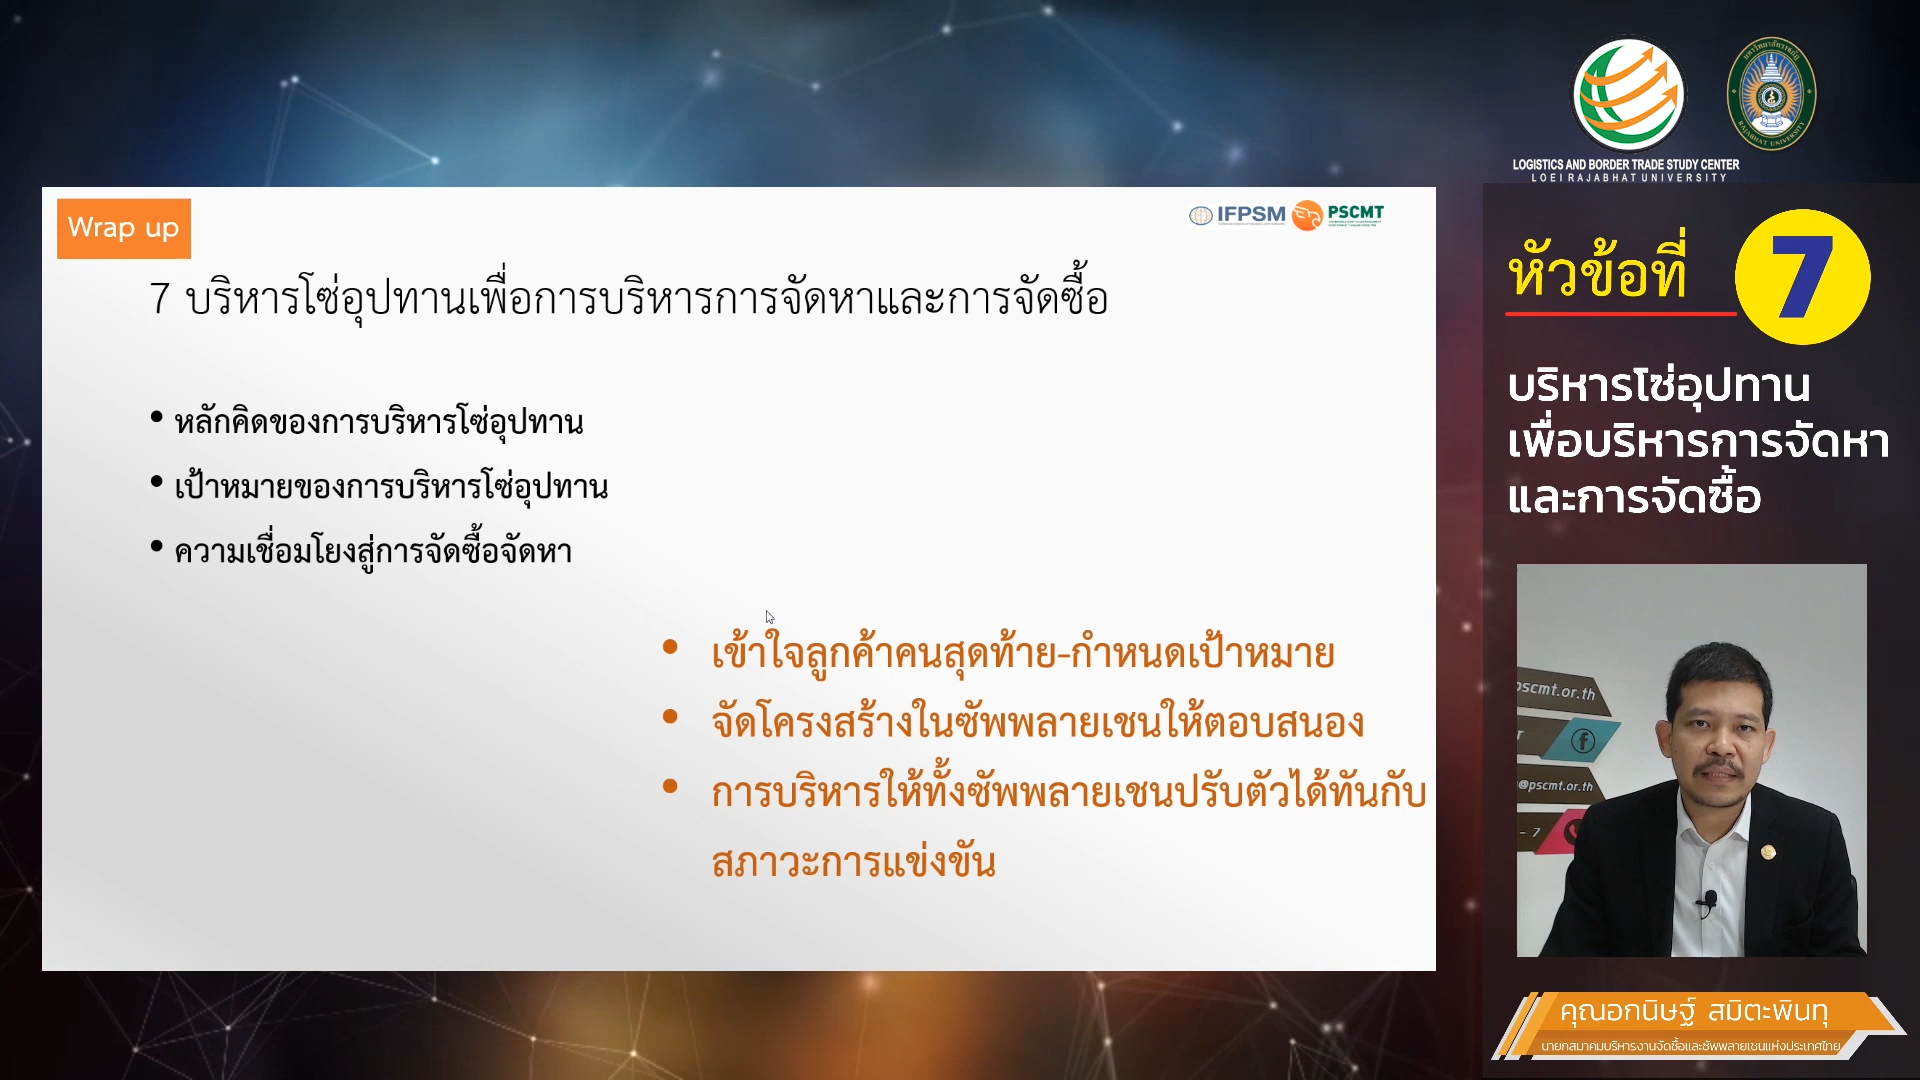 LOGISTICS AND BORDER TRADE STUDY CENTER
LOEI RAJABHAT UNIVERSITY
RAJABHAT UNIVERSITY
Wrap up
IFPSM
PSCMT
7 บริหารโซ่อุปทานเพื่อการบริหารการจัดหาและการจัดซื้อ
• หลักคิดของการบริหารโซ่อุปทาน
• เป้าหมายของการบริหารโซ่อุปทาน
• ความเชื่อมโยงสู่การจัดซื้อจัดหา
• เข้าใจลูกค้าคนสุดท้าย-กำหนดเป้าหมาย
• จัดโครงสร้างในซัพพลายเชนให้ตอบสนอง
• การบริหารให้ทั้งซัพพลายเชนปรับตัวได้ทันกับ
สภาวะการแข่งขัน
หัวข้อที่ 7
บริหารโซ่อุปทาน
เพื่อบริหารการจัดหา
และการจัดซื้อ
pscmt.or.th
@pscmt.or.th
- 7
คุณอกนิษฐ์ สมิตะพินทุ
นายกสมาคมบริหารงานจัดซื้อและซัพพลายเชนแห่งประเทศไทย